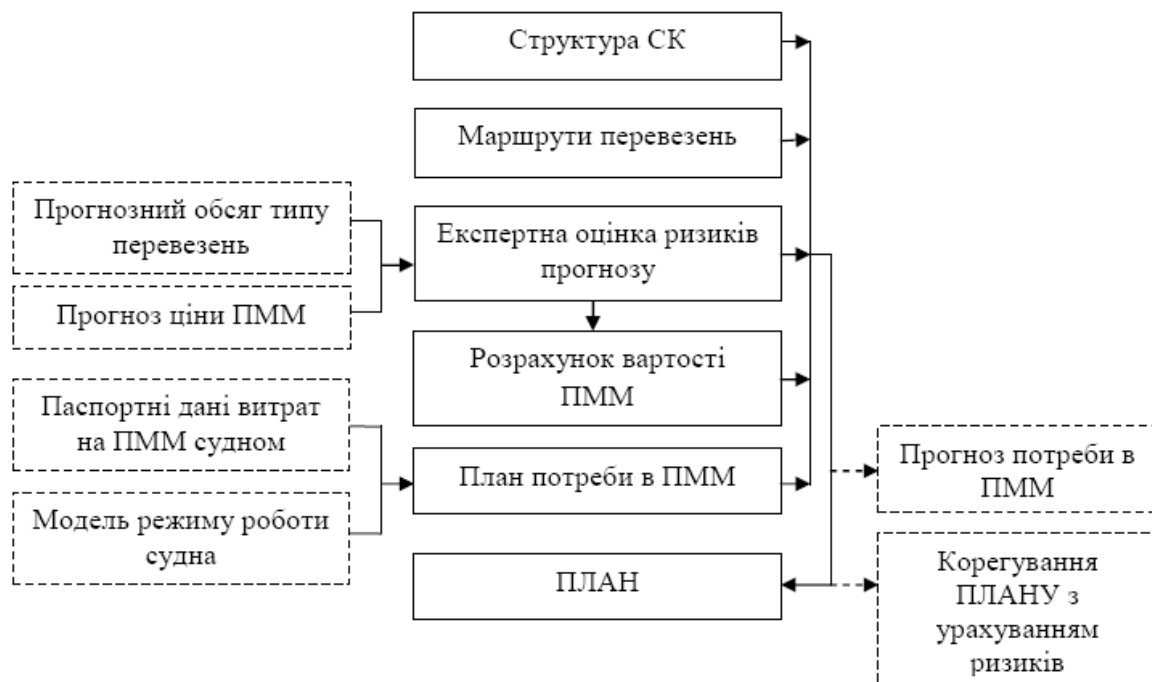 Структура СК
Маршрути перевезень
Прогнозний обсяг типу
перевезень
Прогноз ціни ПММ
Експертна оцінка ризиків
прогнозу
Розрахунок вартості
ПММ
Паспортні дані витрат
на ПММ судном
Модель режиму роботи
судна
План потреби в ПММ
ПЛАН
Прогноз потреби в
ПММ
Корегування
ПЛАНУ з
урахуванням
ризиків